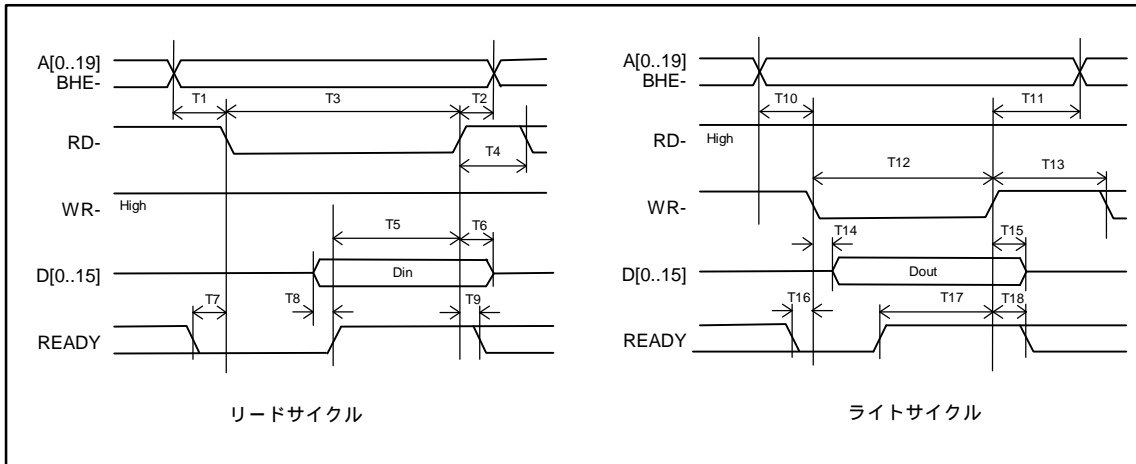 A[0..19]
BHE-
T1
T3
T2
RD-
T4
WR-
High
T5
T6
D[0..15]
Din
T7
T8
T9
READY
リードサイクル
A[0..19]
BHE-
T10
T11
RD-
High
T12
T13
WR-
T14
T15
D[0..15]
Dout
T16
T17
T18
READY
ライトサイクル